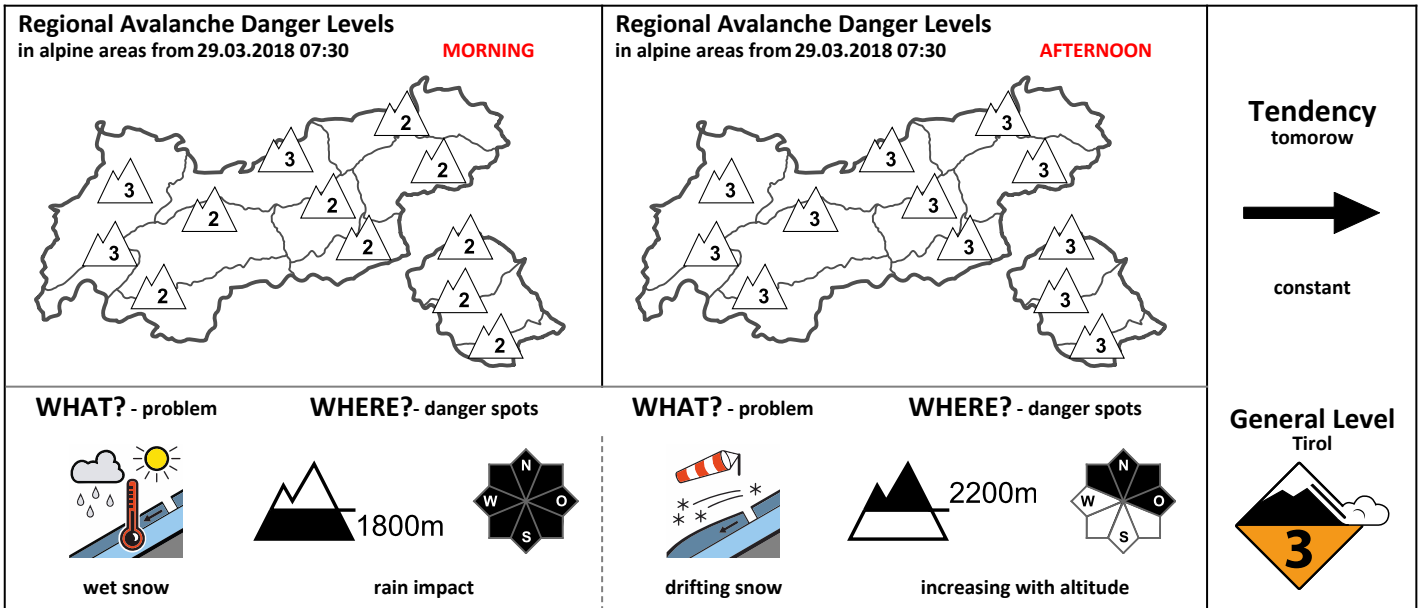 Regional Avalanche Danger Levels
in alpine areas from 29.03.2018 07:30 MORNING
2
3
2
3
2
2
3
2
2
2
2
2
Regional Avalanche Danger Levels
in alpine areas from 29.03.2018 07:30 AFTERNOON
3
3
3
3
3
3
3
3
3
3
3
3
Tendency
tomorow
constant
WHAT? - problem
wet snow
WHERE? - danger spots
1800m
N
W O
S
rain impact
WHAT? - problem
drifting snow
WHERE? - danger spots
2200m
N
W O
S
increasing with altitude
General Level
Tirol
3